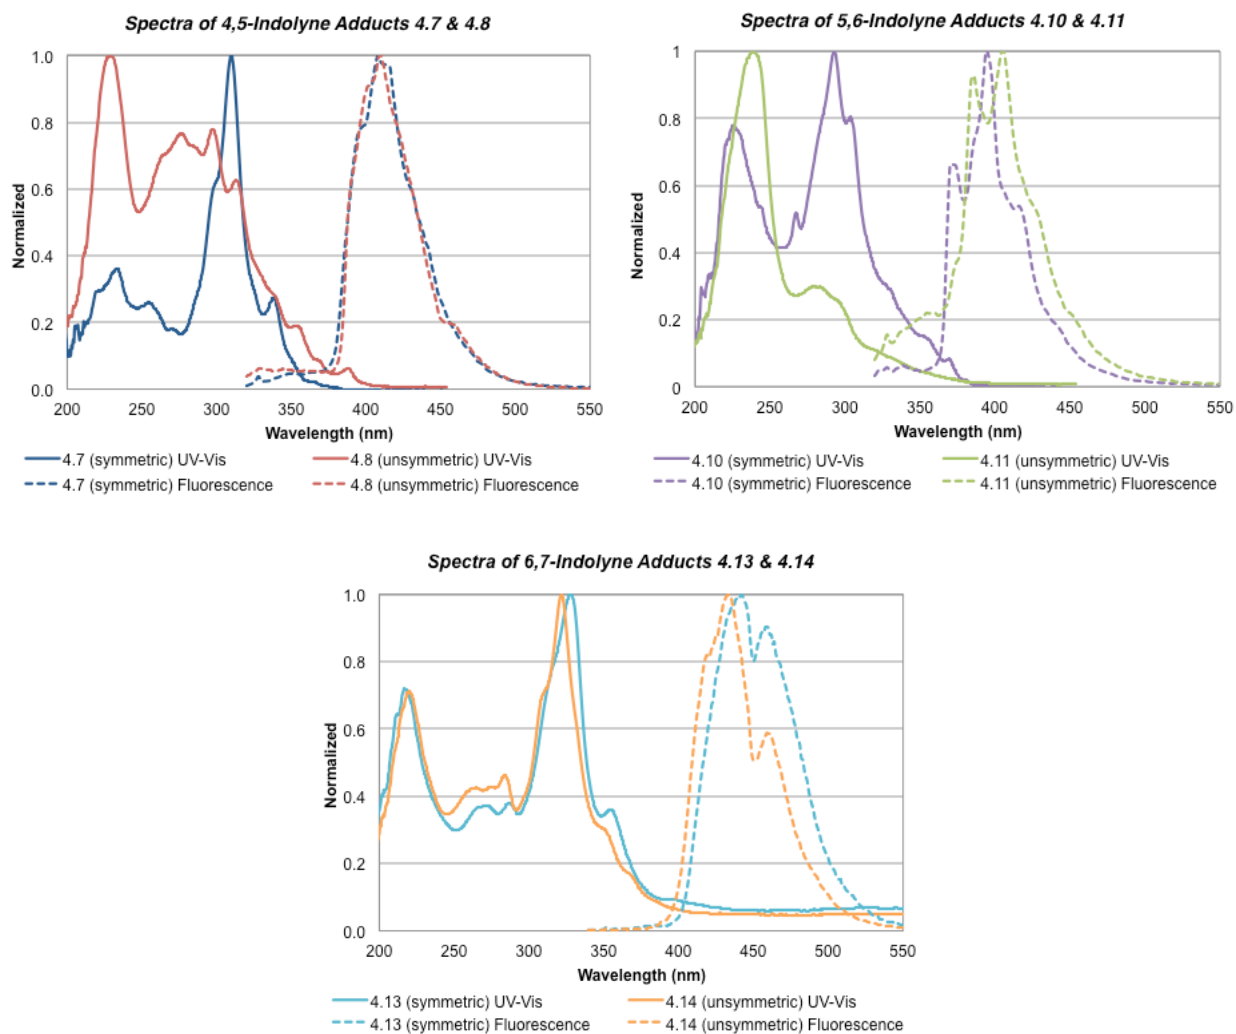 Spectra of 4,5-Indolyne Adducts 4.7 & 4.8
Normalized
1.0
0.8
0.6
0.4
0.2
0.0
200 250 300 350 400 450 500 550
Wavelength (nm)
4.7 (symmetric) UV-Vis 4.8 (unsymmetric) UV-Vis
4.7 (symmetric) Fluorescence 4.8 (unsymmetric) Fluorescence
Spectra of 5,6-Indolyne Adducts 4.10 & 4.11
Normalized
1
0.8
0.6
0.4
0.2
0
200 250 300 350 400 450 500 550
Wavelength (nm)
4.10 (symmetric) UV-Vis 4.11 (unsymmetric) UV-Vis
4.10 (symmetric) Fluorescence 4.11 (unsymmetric) Fluorescence
Spectra of 6,7-Indolyne Adducts 4.13 & 4.14
Normalized
1.0
0.8
0.6
0.4
0.2
0.0
200 250 300 350 400 450 500 550
Wavelength (nm)
4.13 (symmetric) UV-Vis 4.14 (unsymmetric) UV-Vis
4.13 (symmetric) Fluorescence 4.14 (unsymmetric) Fluorescence